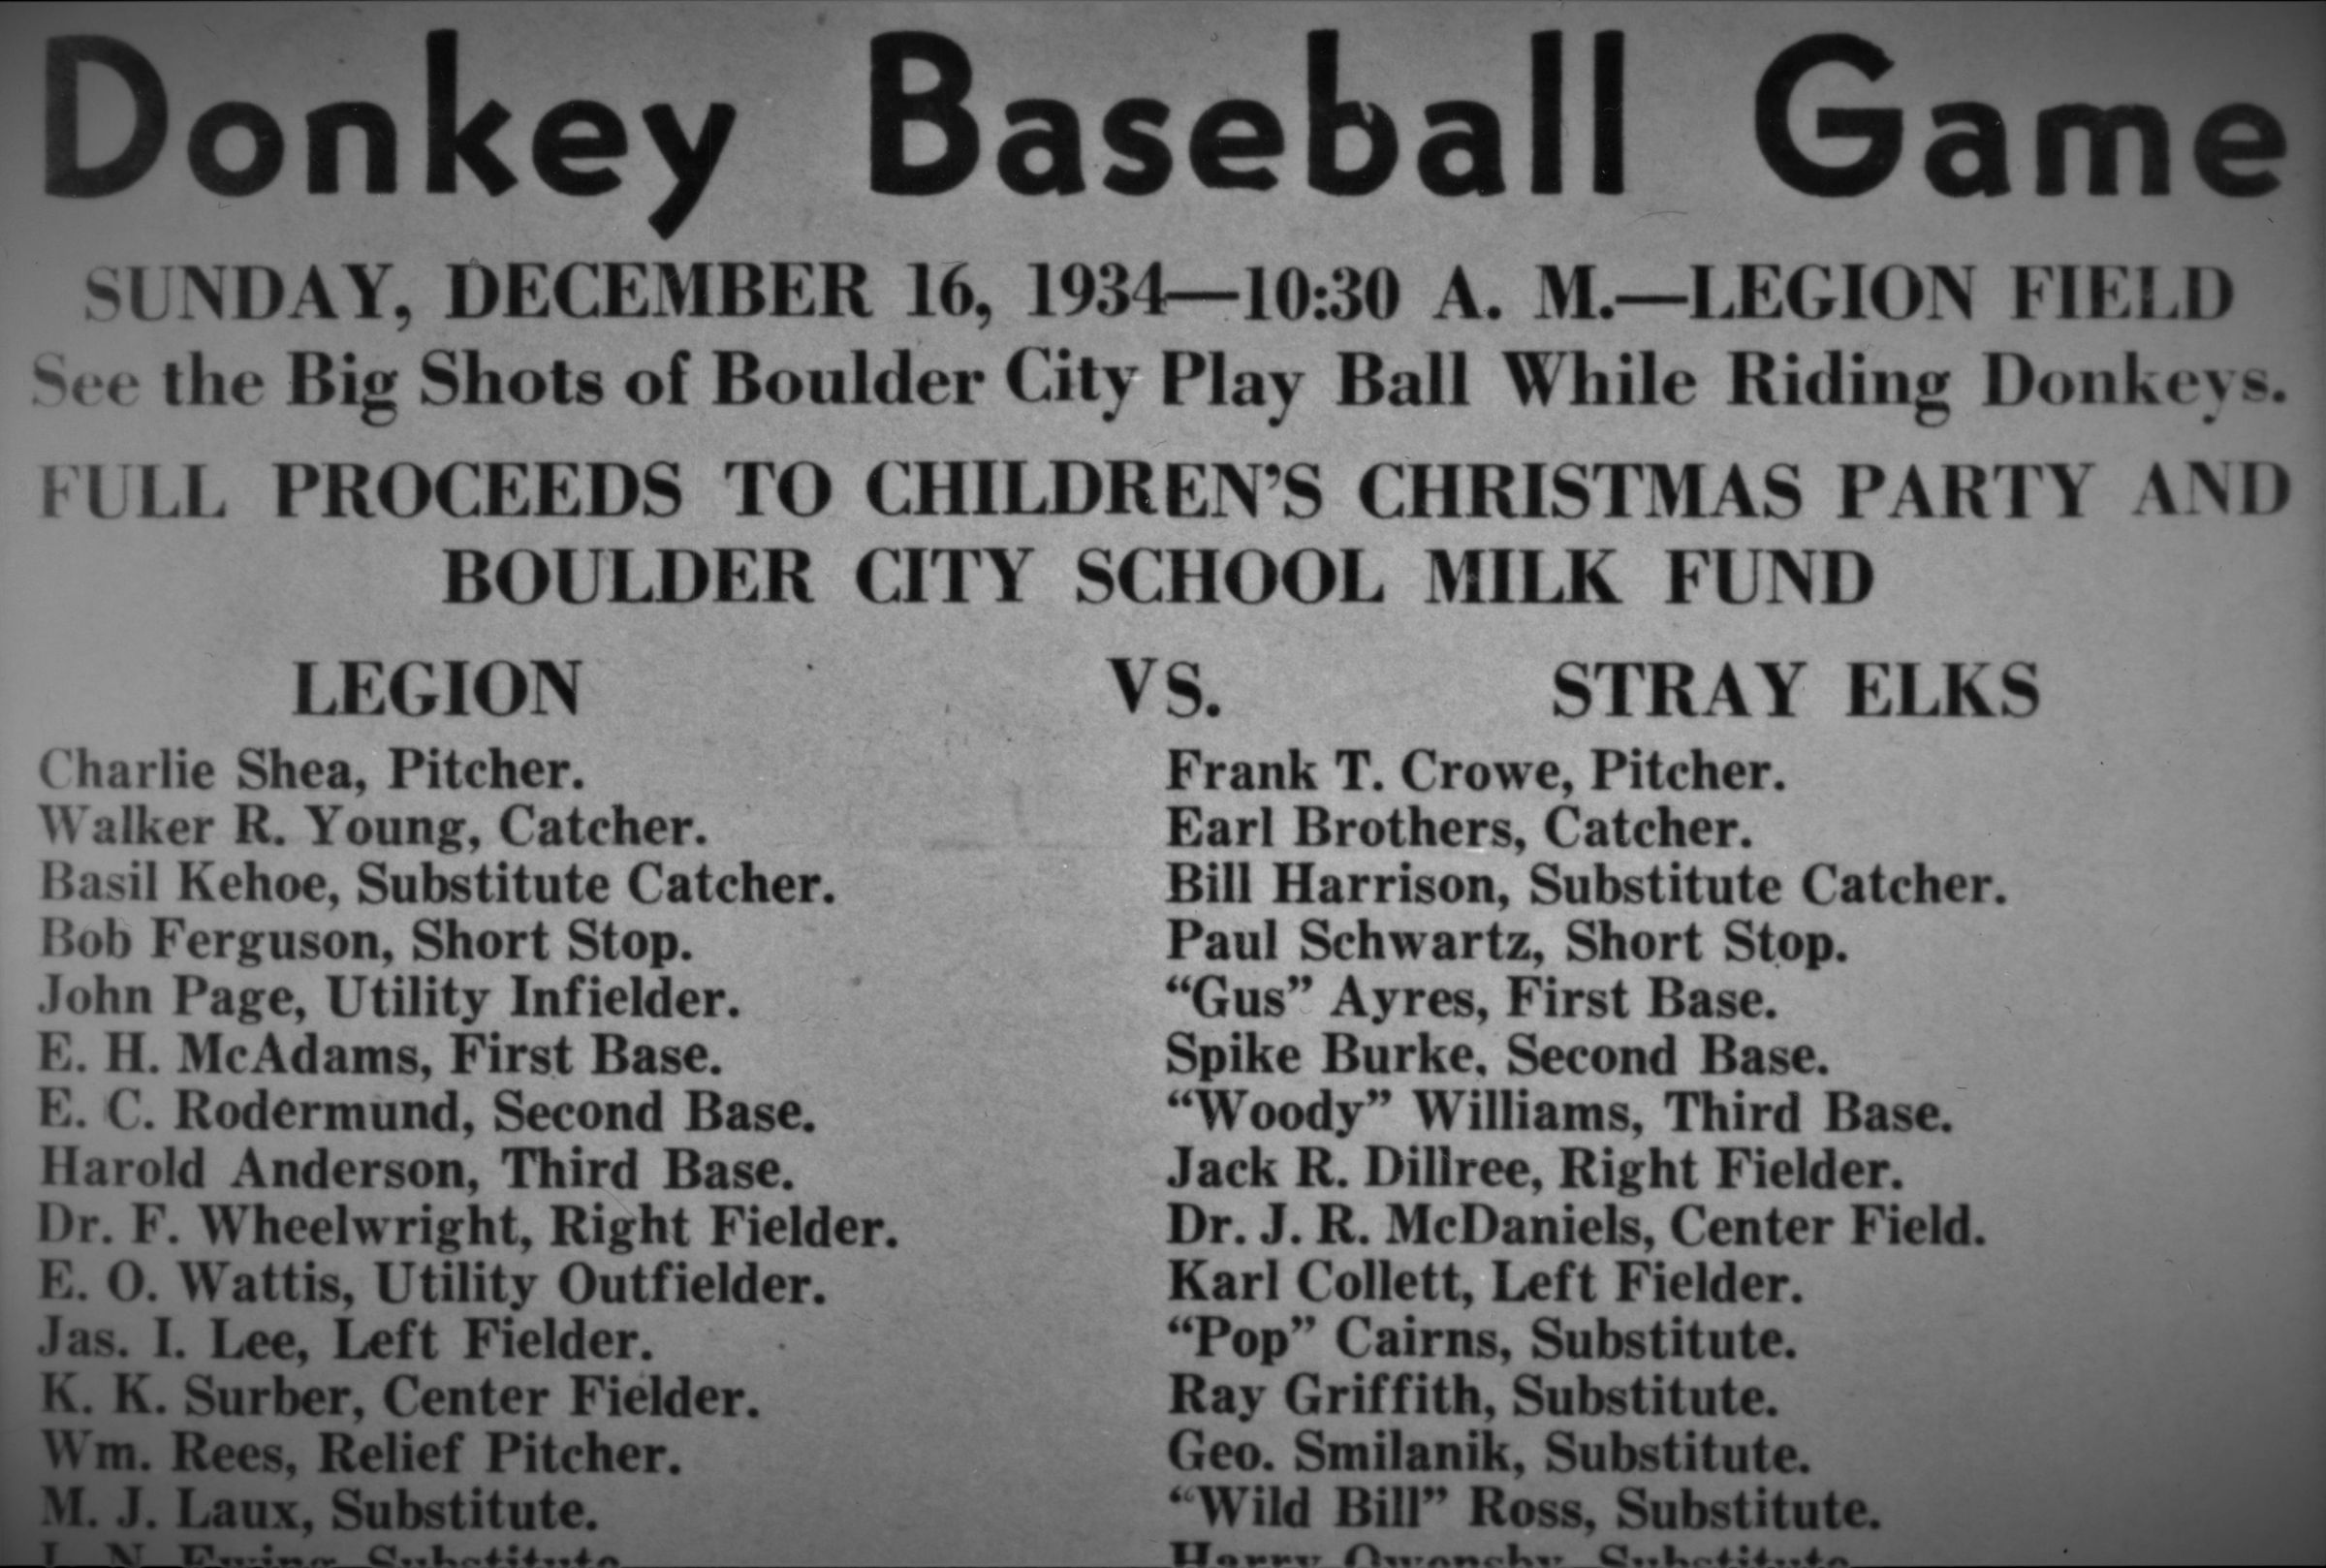 Donkey Baseball Game
SUNDAY, DECEMBER 16, 1934—10:30 A. M.—LEGION FIELD
See the Big Shots of Boulder City Play Ball While Riding Donkeys.
FULL PROCEEDS TO CHILDREN'S CHRISTMAS PARTY AND
BOULDER CITY SCHOOL MILK FUND
LEGION VS. STRAY ELKS
Charlie Shea, Pitcher.
Walker R. Young, Catcher.
Basil Kehoe, Substitute Catcher.
Bob Ferguson, Short Stop.
John Page, Utility Infielder.
E. H. McAdams, First Base.
E. C. Rodermund, Second Base.
Harold Anderson, Third Base.
Dr. F. Wheelwright, Right Fielder.
E. O. Wattis, Utility Outfielder.
Jas. I. Lee, Left Fielder.
K. K. Surber, Center Fielder.
Wm. Rees, Relief Pitcher.
M. J. Laux, Substitute.
Ewing, Substitute
Frank T. Crowe, Pitcher.
Earl Brothers, Catcher.
Bill Harrison, Substitute Catcher.
Paul Schwartz, Short Stop.
“Gus” Ayres, First Base.
Spike Burke, Second Base.
“Woody” Williams, Third Base.
Jack R. Dillree, Right Fielder.
Dr. J. R. McDaniels, Center Field.
Karl Collett, Left Fielder.
“Pop” Cairns, Substitute.
Ray Griffith, Substitute.
Geo. Smilanik, Substitute.
“Wild Bill” Ross, Substitute.
Harry Owensby, Substitute